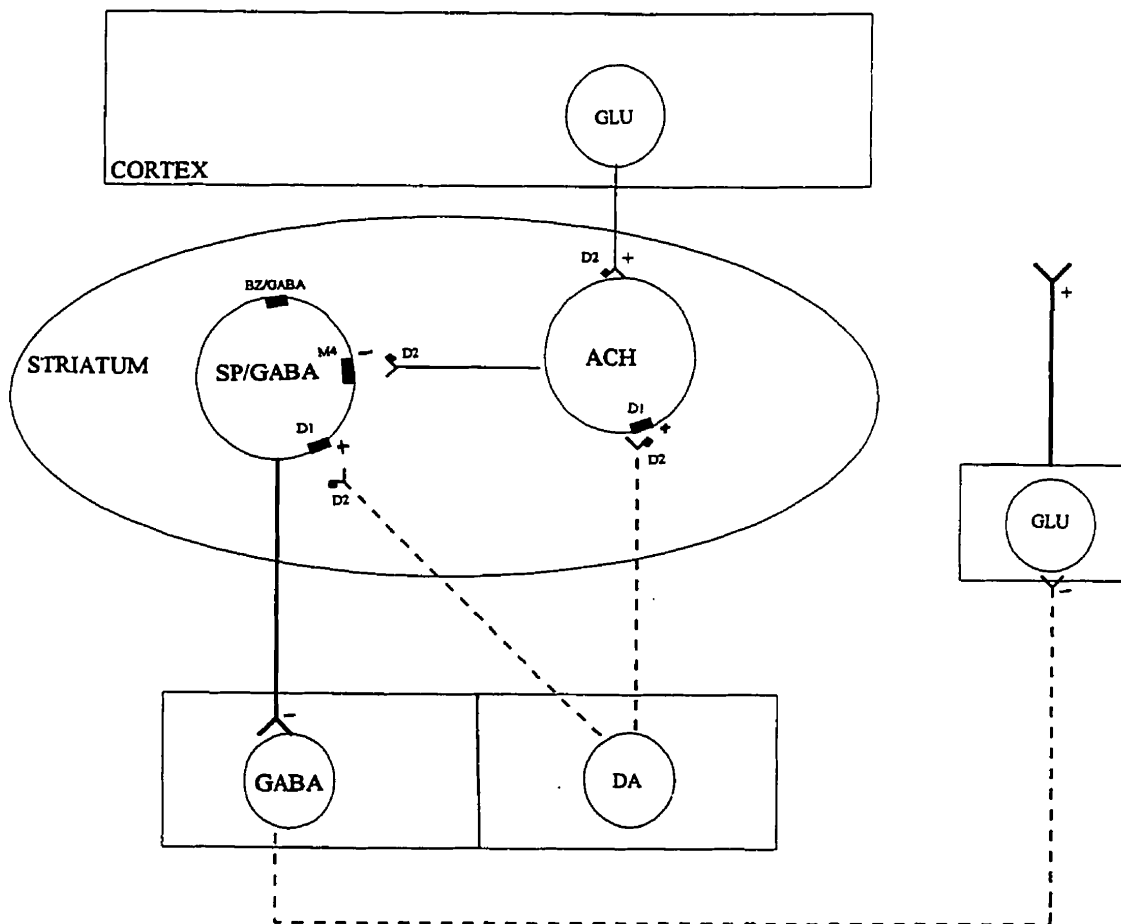 GLU
CORTEX
D2 +
BZ/GABA
STRIATUM
SP/GABA
M4 -
D2
ACH
D1 +
D2
D1 +
D2
+
GLU
-
-
GABA
DA